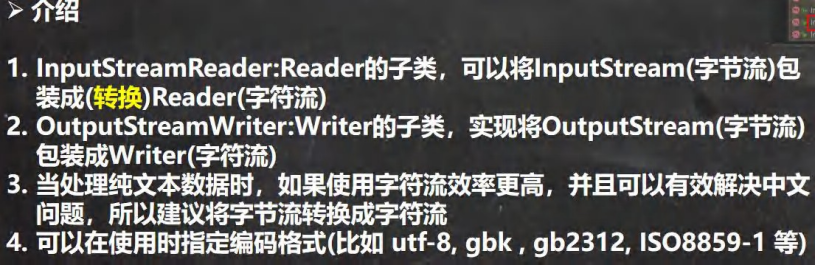 ➢ 介绍
1. InputStreamReader:Reader的子类，可以将InputStream(字节流)包
装成(转换)Reader(字符流)
2. OutputStreamWriter:Writer的子类，实现将OutputStream(字节流)
包装成Writer(字符流)
3. 当处理纯文本数据时，如果使用字符流效率更高，并且可以有效解决中文
问题，所以建议将字节流转换成字符流
4. 可以在使用时指定编码格式(比如 utf-8, gbk , gb2312, ISO8859-1 等)